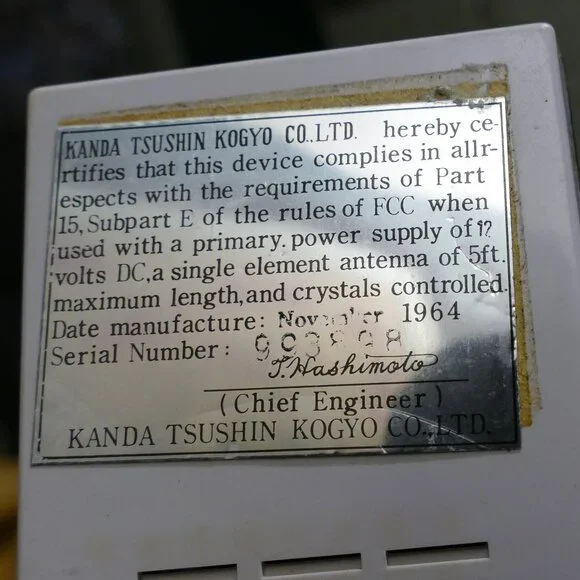 KANDA TSUSHIN KOGYO CO.,LTD. hereby ce-
rtifies that this device complies in allr-
espects with the requirements of Part
15, Subpart E of the rules of FCC when
used with a primary. power supply of 12
volts DC, a single element antenna of 5ft.
maximum length, and crystals controlled.
Date manufacture: November 1964
Serial Number:
T. Hashimoto
(Chief Engineer)
KANDA TSUSHIN KOGYO CO.,LTD.